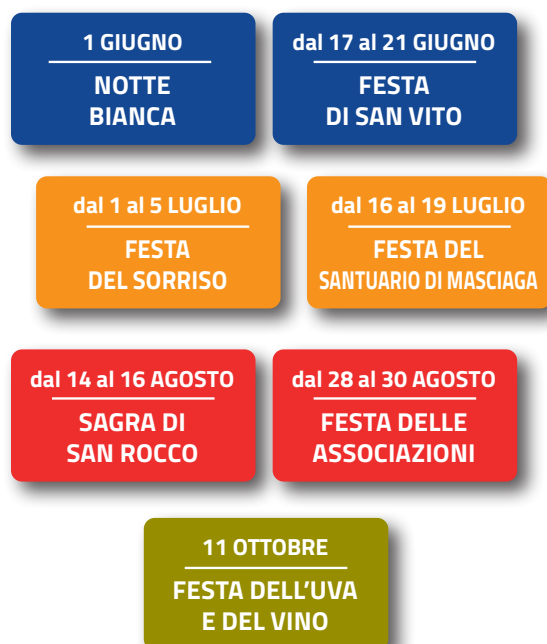 1 GIUGNO
NOTTE
BIANCA
dal 17 al 21 GIUGNO
FESTA
DI SAN VITO
dal 1 al 5 LUGLIO
FESTA
DEL SORRISO
dal 16 al 19 LUGLIO
FESTA DEL
SANTUARIO DI MASCIAGA
dal 14 al 16 AGOSTO
SAGRA DI
SAN ROCCO
dal 28 al 30 AGOSTO
FESTA DELLE
ASSOCIAZIONI
11 OTTOBRE
FESTA DELL'UVA
E DEL VINO